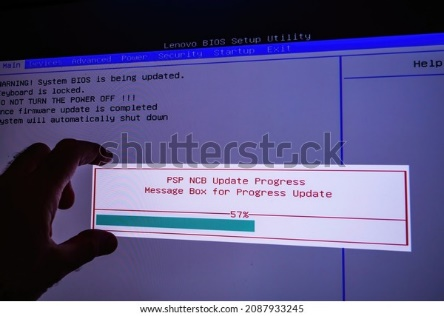 Lenovo BIOS Setup Utility
Main Devices Advanced Power Security Startup Exit
Help
WARNING! System BIOS is being updated.
Keyboard is locked.
DO NOT TURN THE POWER OFF !!!
nce firmware update is completed
ystem will automatically shut down
PSP NCB Update Progress
Message Box for Progress Update
57%
shutterstock
www.shutterstock.com · 2087933245